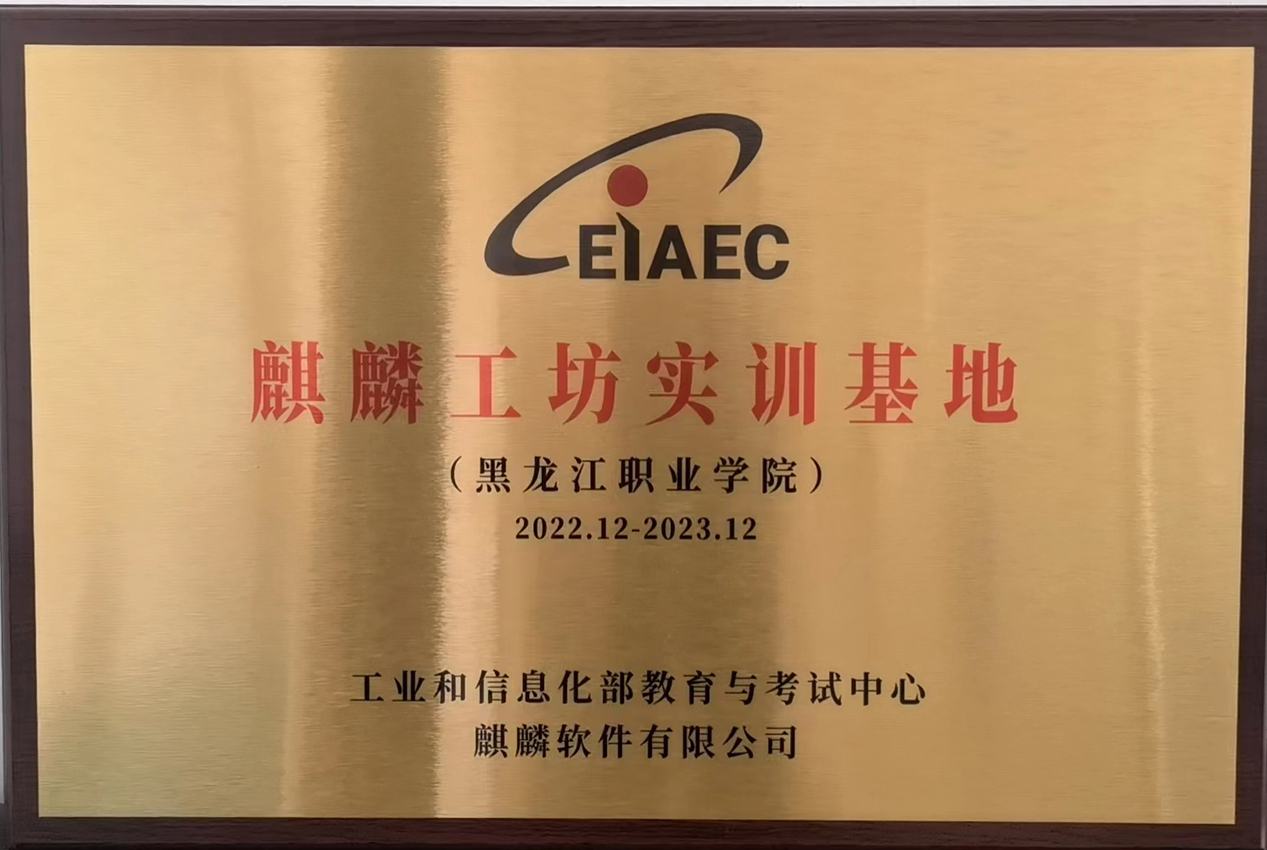 EIAEC
麒麟工坊实训基地
（黑龙江职业学院）
2022.12-2023.12
工业和信息化部教育与考试中心
麒麟软件有限公司